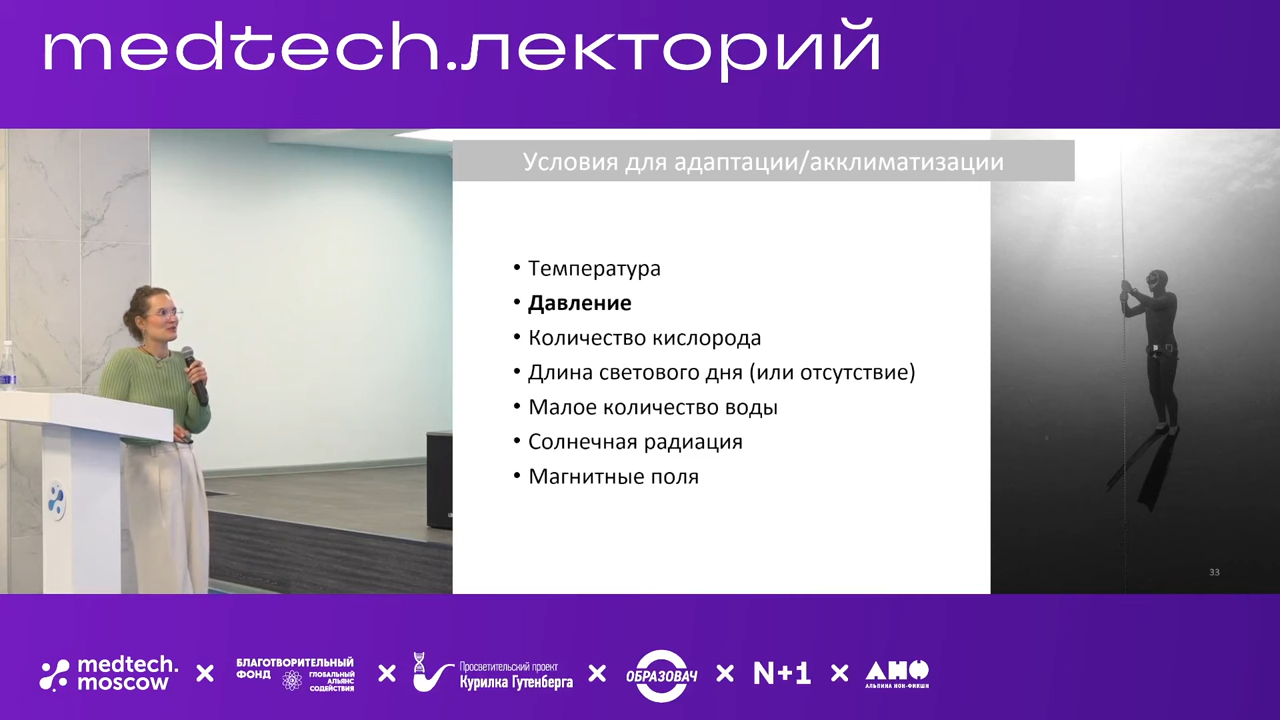 medtech.лекторий
Условия для адаптации/акклиматизации
• Температура
• Давление
• Количество кислорода
• Длина светового дня (или отсутствие)
• Малое количество воды
• Солнечная радиация
• Магнитные поля
33
medtech.
moscow
×
БЛАГОТВОРИТЕЛЬНЫЙ
ФОНД
ГЛОБАЛЬНЫЙ
АЛЬЯНС
СОДЕЙСТВИЯ
×
Просветительский проект
Курилка Гутенберга
×
ОБРАЗОВАЧ
×
N+1
×
АНФ
АЛЬПИНА НОН-ФИКШН